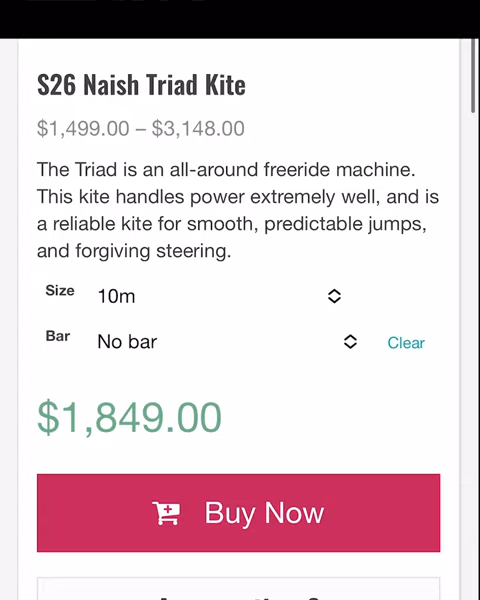 S26 Naish Triad Kite
$1,499.00 – $3,148.00
The Triad is an all-around freeride machine.
This kite handles power extremely well, and is
a reliable kite for smooth, predictable jumps,
and forgiving steering.
Size 10m
Bar No bar Clear
$1,849.00
Buy Now